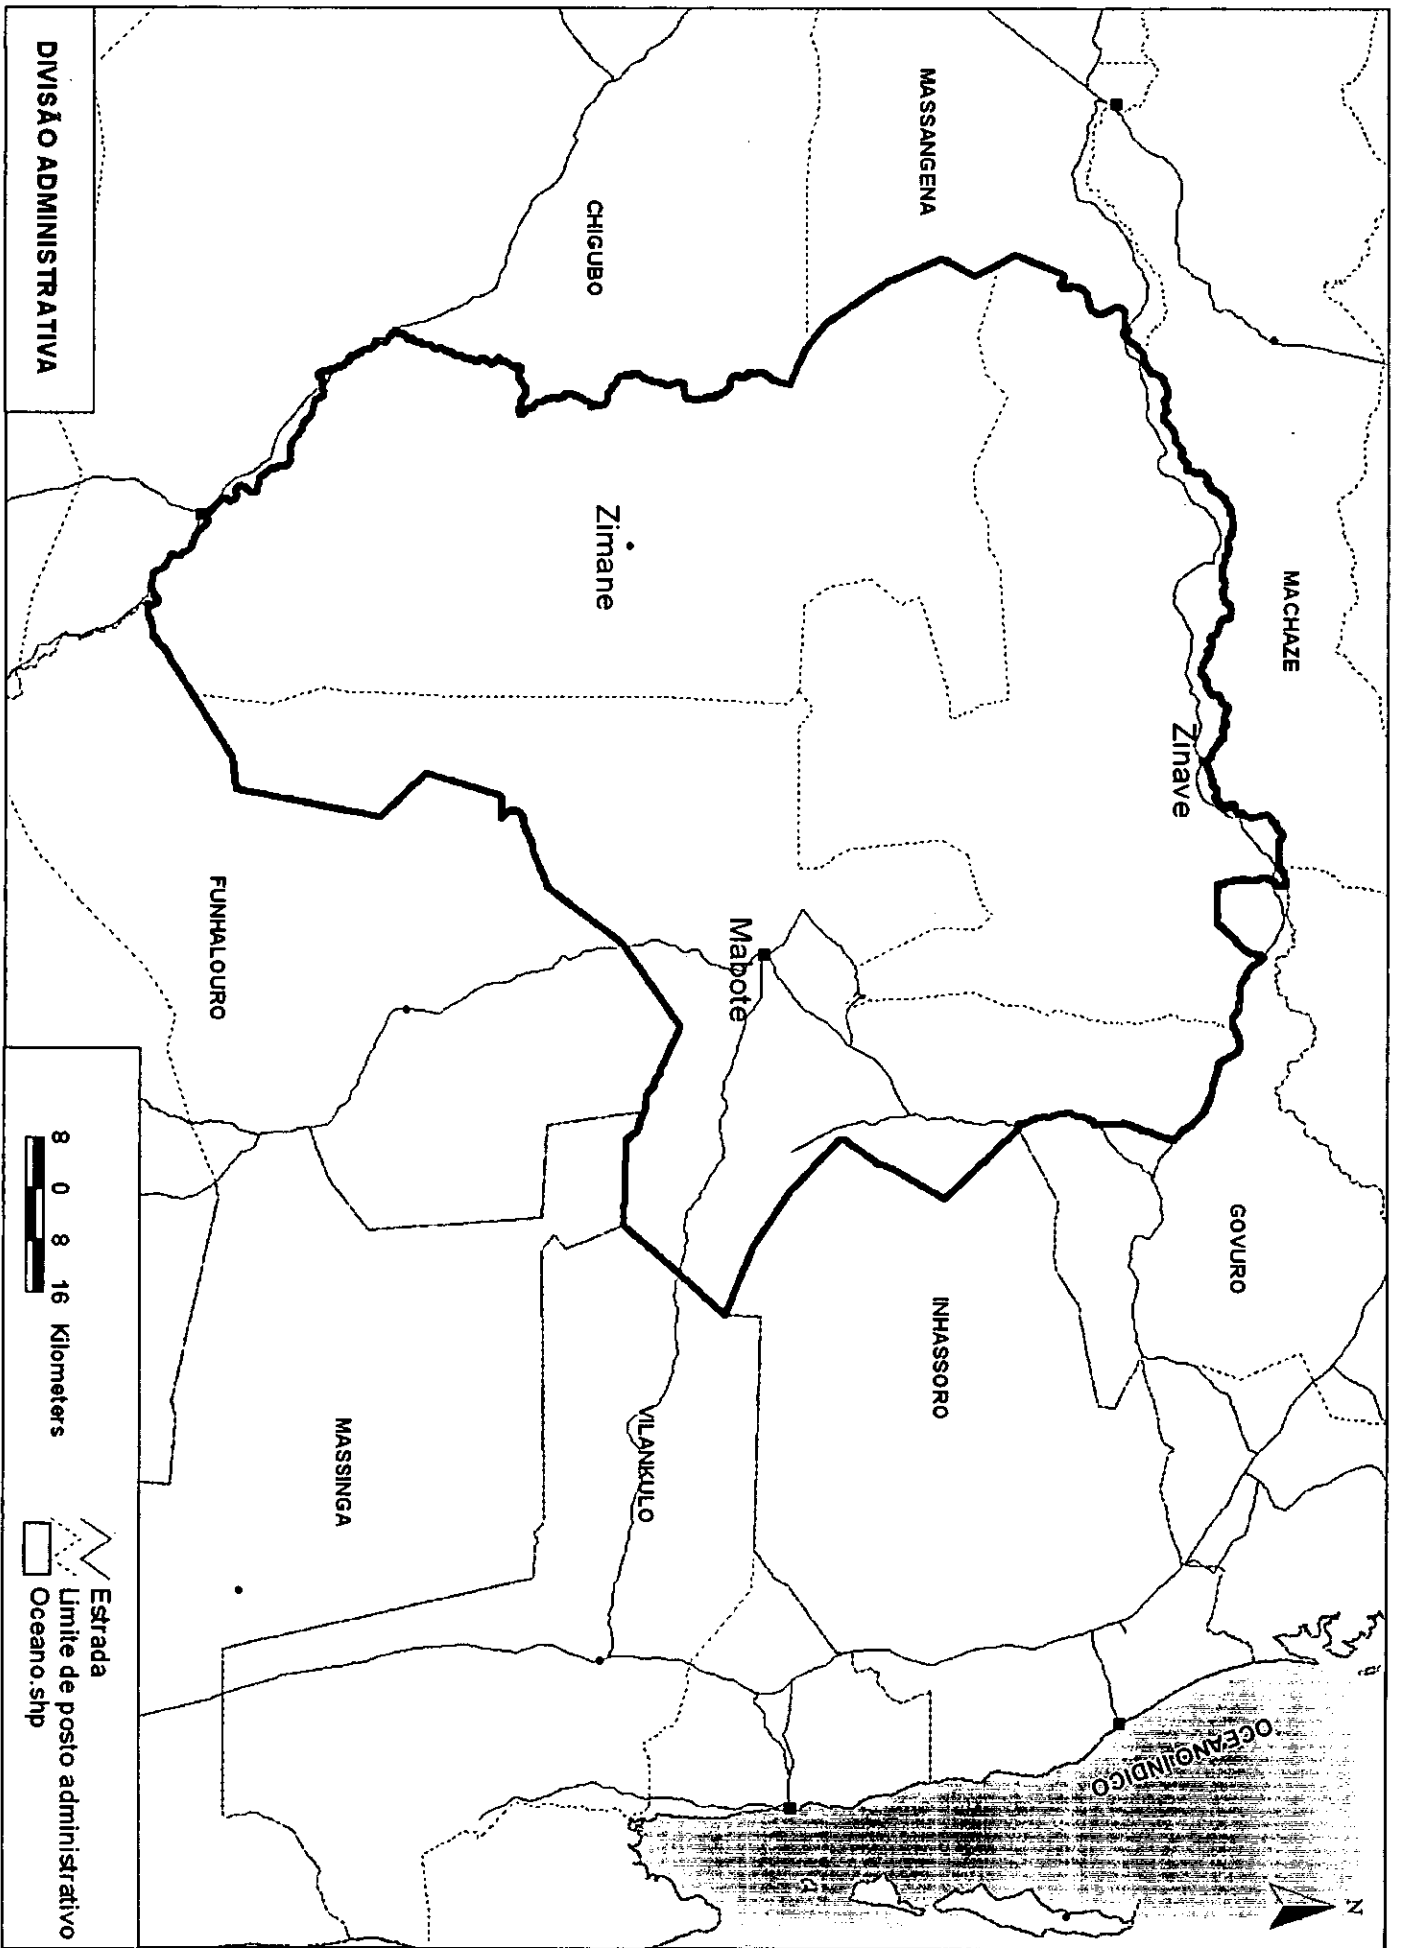 N
MACHAZE
GOVURO
OCEANO INDICO
Zinave
MASSANGENA
INHASSORO
Mabote
CHIGUBO
Zimane
VILANKULO
MASSINGA
FUNHALOURO
DIVISÃO ADMINISTRATIVA
8 0 8 16 Kilometers
Estrada
Limite de posto administrativo
Oceano.shp